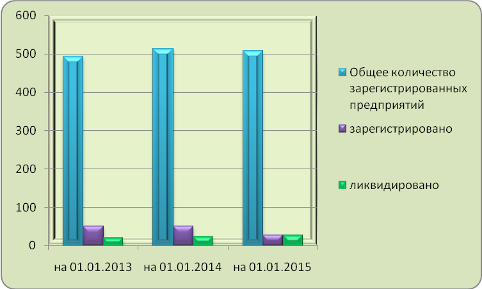 600
500
400
300
200
100
0
на 01.01.2013
на 01.01.2014
на 01.01.2015
Общее количество
зарегистрированных
предприятий
зарегистрировано
ликвидировано